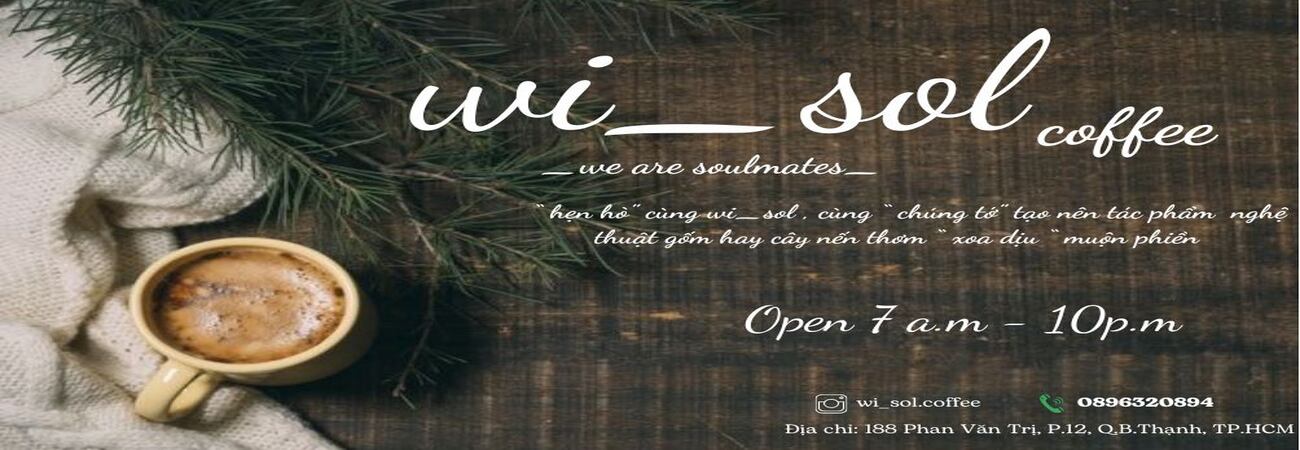 wi_sol coffee
_we are soulmates_
"hẹn hò" cùng wi_sol , cùng "chúng tớ" tạo nên tác phẩm nghệ
thuật gốm hay cây nến thơm "xoa dịu" muộn phiền
Open 7 a.m - 10p.m
wi_sol.coffee 0896320894
Địa chỉ: 188 Phan Văn Trị, P.12, Q.B.Thạnh, TP.HCM